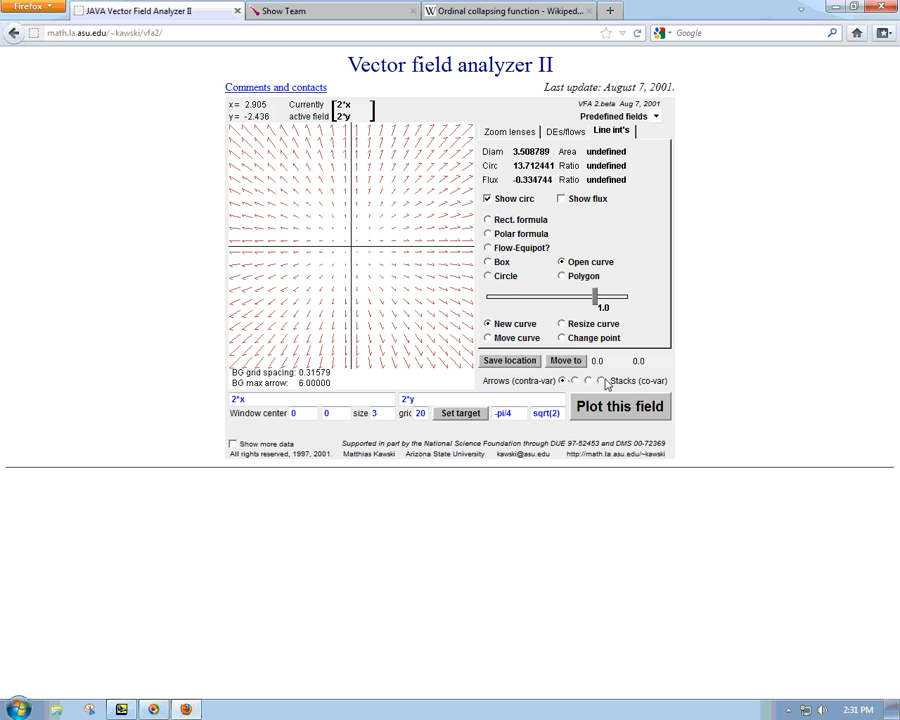 Firefox
JAVA Vector Field Analyzer II
Show Team
Ordinal collapsing function - Wikiped...
math.la.asu.edu/~kawski/vfa2/
Google
Vector field analyzer II
Comments and contacts
Last update: August 7, 2001.
x= 2.905
y= -2.436
Currently
active field
2*x
2*y
VFA 2.beta Aug 7, 2001
Predefined fields
Zoom lenses
DEs/flows
Line int's
Diam 3.508789 Area undefined
Circ 13.712441 Ratio undefined
Flux -0.334744 Ratio undefined
Show circ Show flux
Rect. formula
Polar formula
Flow-Equipot?
Box Open curve
Circle Polygon
1.0
New curve Resize curve
Move curve Change point
Save location Move to 0.0 0.0
BG grid spacing: 0.31579
BG max arrow: 6.00000
Arrows (contra-var) Stacks (co-var)
2*x 2*y
Window center 0 0 size 3 gric 20 Set target -pi/4 sqrt(2)
Plot this field
Show more data
Supported in part by the National Science Foundation through DUE 97-52453 and DMS 00-72369
All rights reserved, 1997, 2001. Matthias Kawski Arizona State University kawski@asu.edu http://math.la.asu.edu/~kawski
2:31 PM